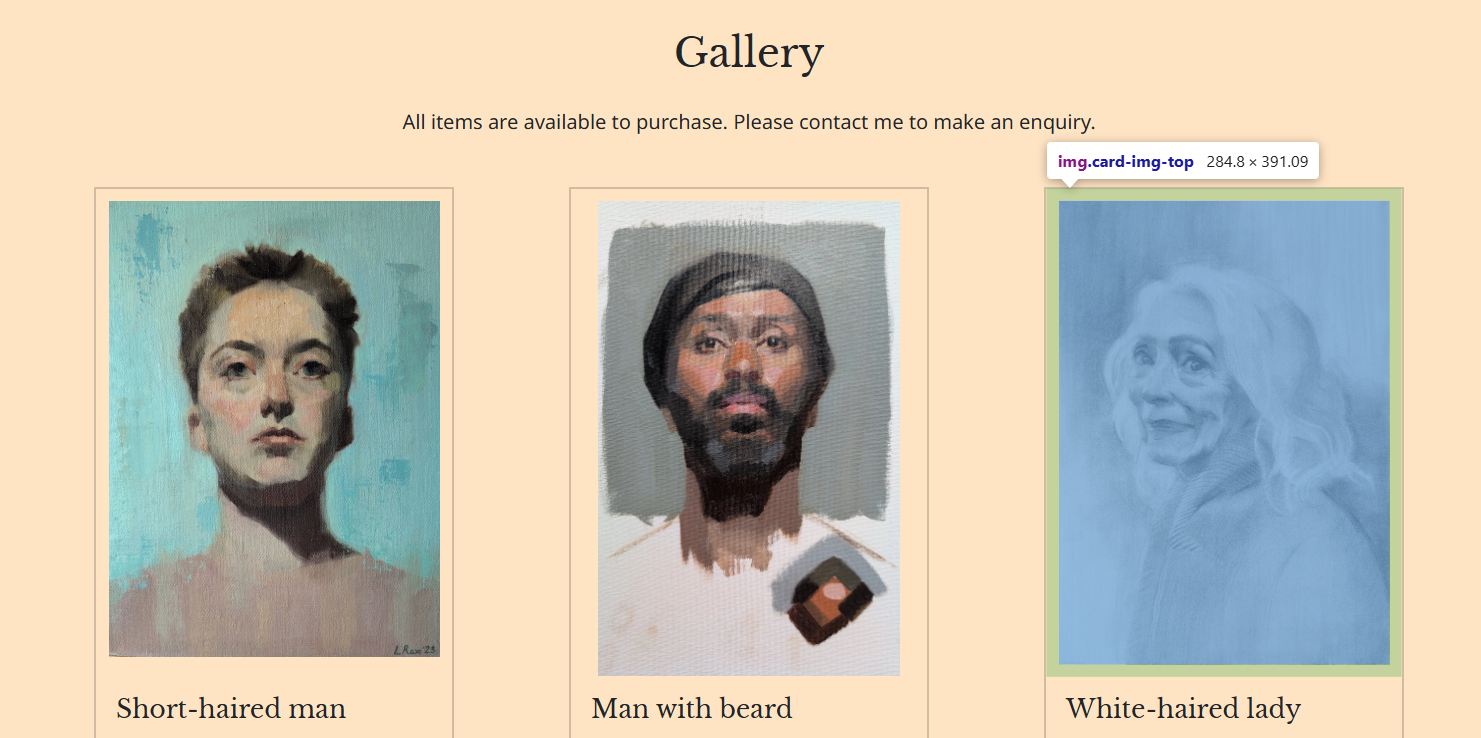 Gallery
All items are available to purchase. Please contact me to make an enquiry.
img.card-img-top 284.8 × 391.09
L.Rose '23
Short-haired man
Man with beard
White-haired lady